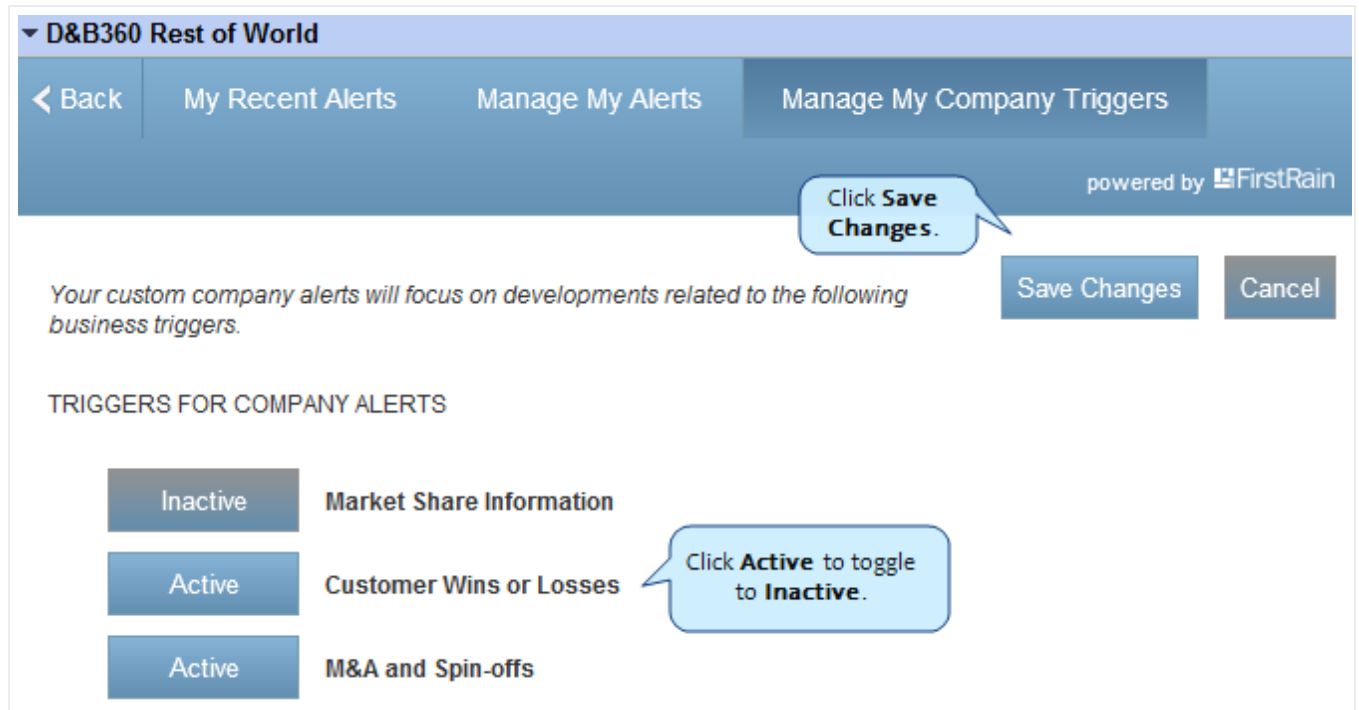 D&B360 Rest of World
Back
My Recent Alerts
Manage My Alerts
Manage My Company Triggers
powered by FirstRain
Click Save
Changes.
Your custom company alerts will focus on developments related to the following
business triggers.
Save Changes
Cancel
TRIGGERS FOR COMPANY ALERTS
Inactive
Market Share Information
Active
Customer Wins or Losses
Click Active to toggle
to Inactive.
Active
M&A and Spin-offs